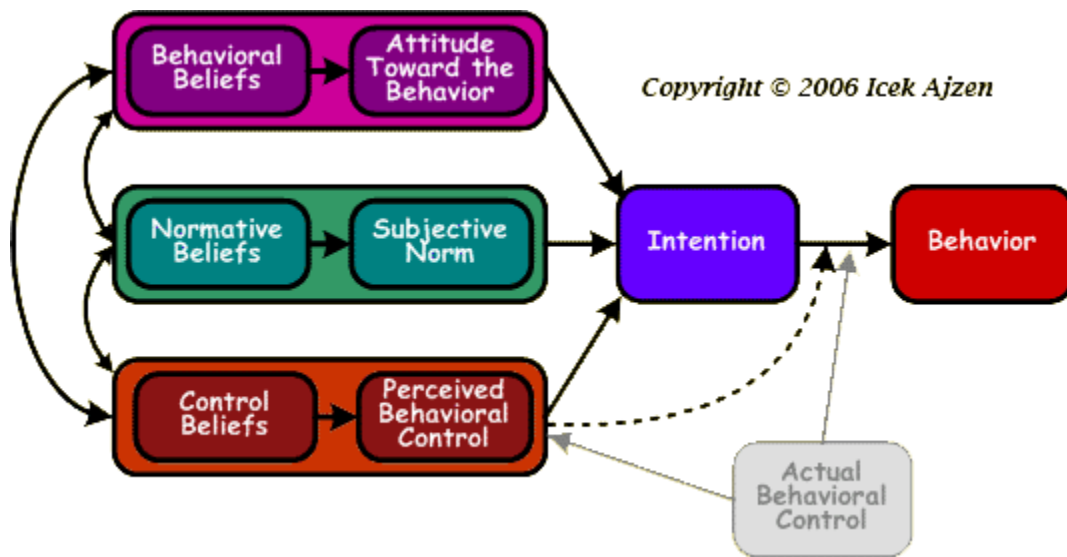 Behavioral
Beliefs
Attitude
Toward the
Behavior
Copyright © 2006 Icek Ajzen
Normative
Beliefs
Subjective
Norm
Intention
Behavior
Control
Beliefs
Perceived
Behavioral
Control
Actual
Behavioral
Control